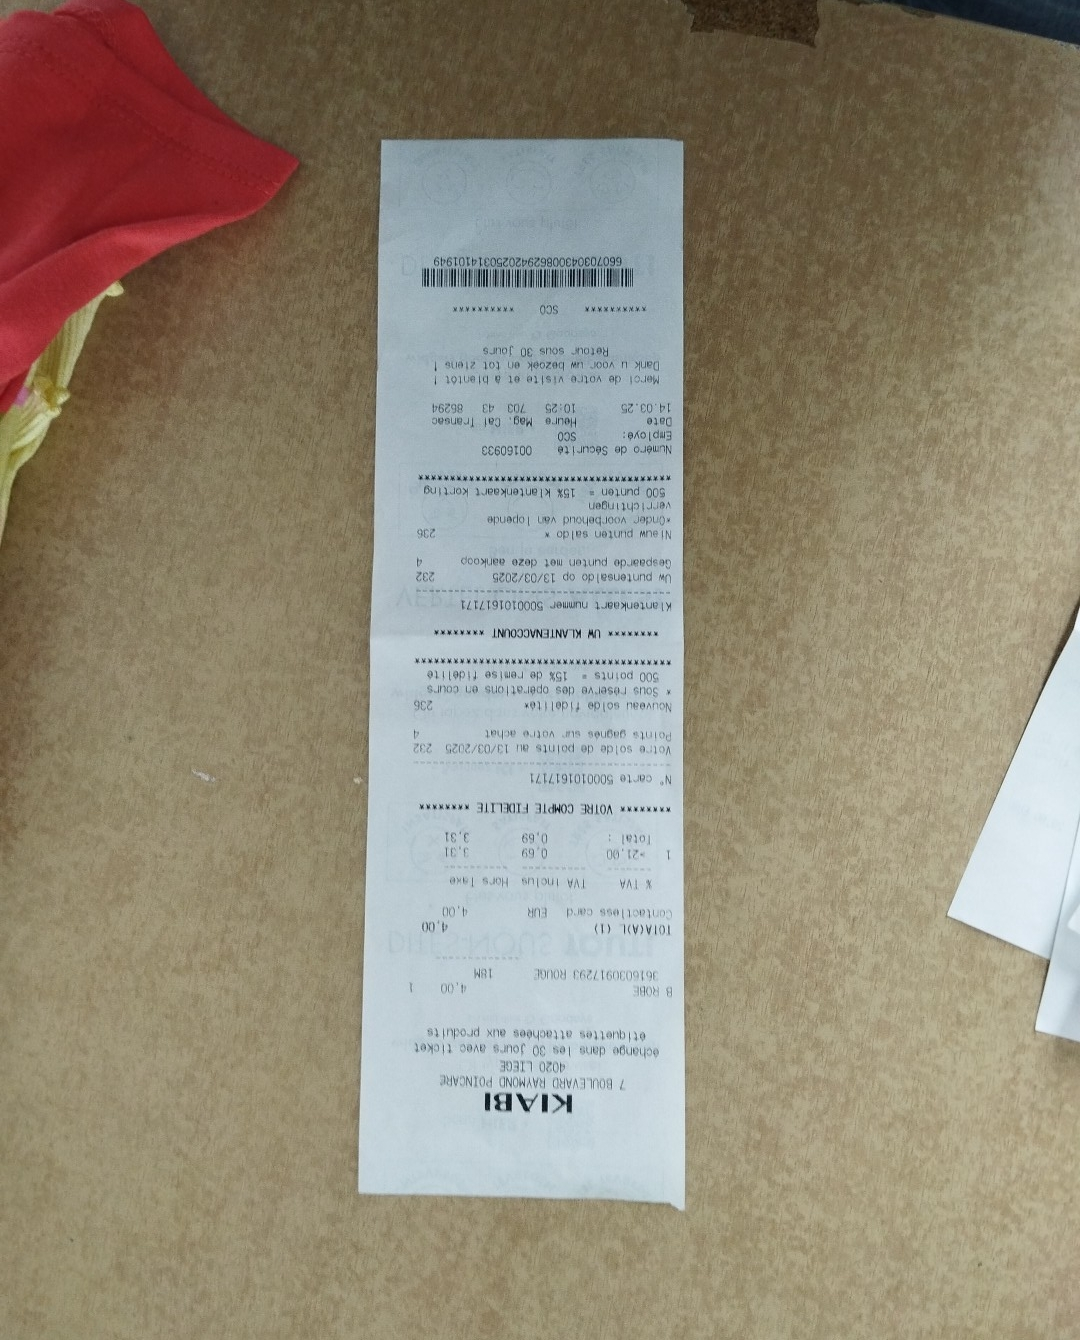 KIABI
7 BOULEVARD RAYMOND POINCARE
4020 LIEGE
échange dans les 30 jours avec ticket
étiquettes attachées aux produits
B ROBE 4,00 1
3616030917293 ROUGE 18M
TOTA(A)L (1) 4,00
Contactless card EUR 4,00
% TVA TVA Inclus Hors Taxe
1 =21,00 0,69 3,31
Total : 0,69 3,31
******** VOTRE COMPTE FIDELITE ********
N° carte 5000101617171
Votre solde de points au 13/03/2025 232
Points gagnés sur votre achat 4
Nouveau solde fidélité* 236
* Sous réserve des opérations en cours
500 points = 15% de remise fidélité
******** UW KLANTENACCOUNT ********
Klantenkaart nummer 5000101617171
Uw puntensaldo op 13/03/2025 232
Gespaarde punten met deze aankoop 4
Nieuw punten saldo * 236
*Onder voorbehoud van lopende
verrichtingen
500 punten = 15% klantenkaart korting
Numéro de Sécurité 00160933
Employé: SCO
Date Heure Mag. Cai Transac
14.03.25 10:25 703 43 86294
Merci de votre visite et à bientôt !
Dank u voor uw bezoek en tot ziens !
Retour sous 30 jours
********** SCO **********
660703043008629420250314101949